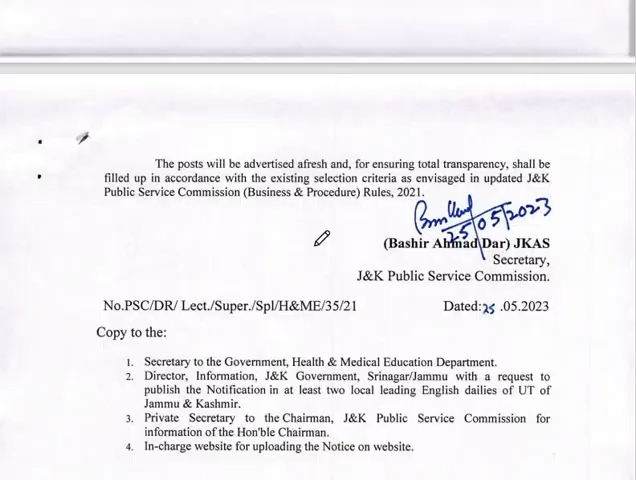 The posts will be advertised afresh and, for ensuring total transparency, shall be
filled up in accordance with the existing selection criteria as envisaged in updated J&K
Public Service Commission (Business & Procedure) Rules, 2021.
25/05/2023
(Bashir Ahmad Dar) JKAS
Secretary,
J&K Public Service Commission.
No.PSC/DR/ Lect./Super./Spl/H&ME/35/21 Dated:25 .05.2023
Copy to the:
1. Secretary to the Government, Health & Medical Education Department.
2. Director, Information, J&K Government, Srinagar/Jammu with a request to
publish the Notification in at least two local leading English dailies of UT of
Jammu & Kashmir.
3. Private Secretary to the Chairman, J&K Public Service Commission for
information of the Hon'ble Chairman.
4. In-charge website for uploading the Notice on website.